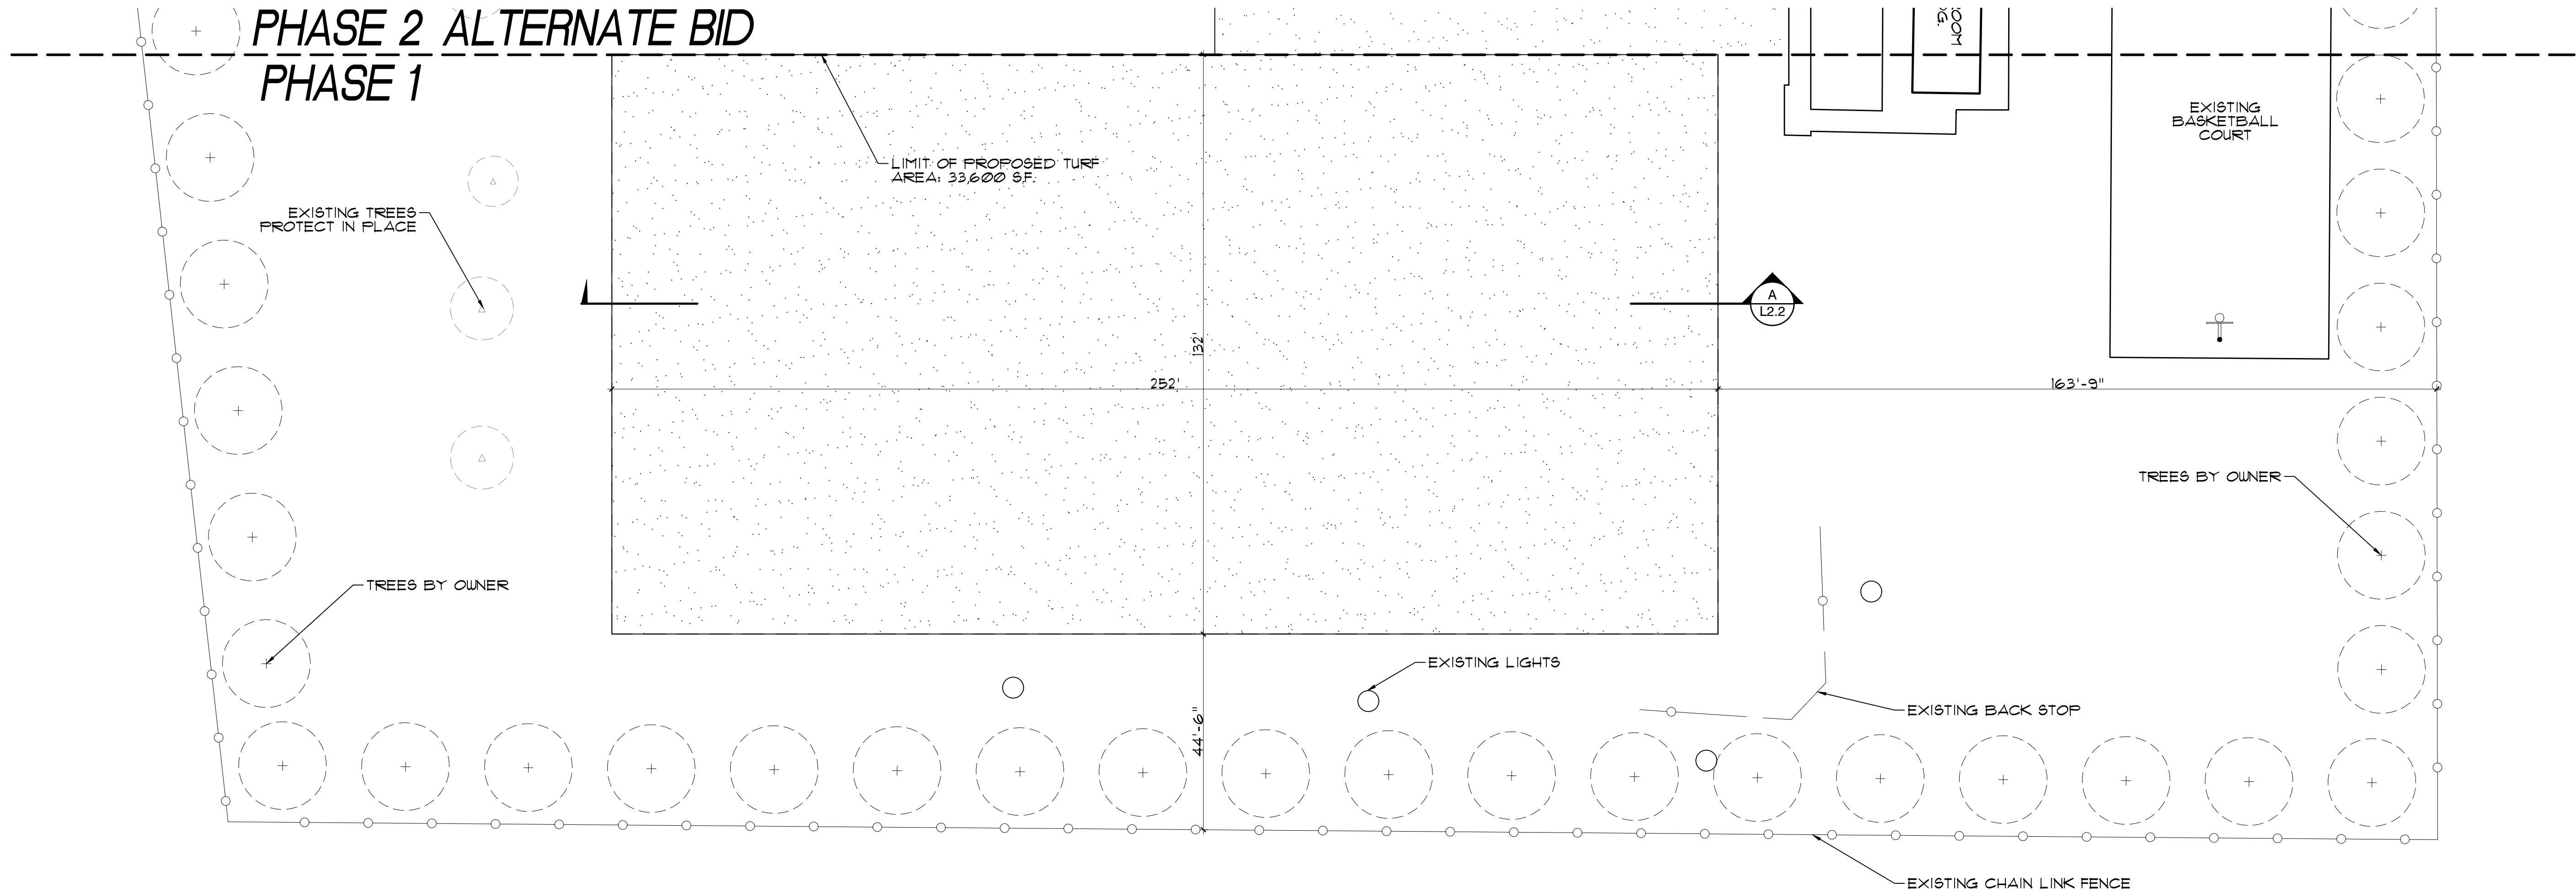 PHASE 2 ALTERNATE BID
PHASE 1
OOM
G.
EXISTING
BASKETBALL
COURT
LIMIT OF PROPOSED TURF
AREA: 33,600 S.F.
EXISTING TREES
PROTECT IN PLACE
A
L2.2
132'
252'
163'-9"
TREES BY OWNER
TREES BY OWNER
EXISTING LIGHTS
EXISTING BACK STOP
44'-6"
EXISTING CHAIN LINK FENCE